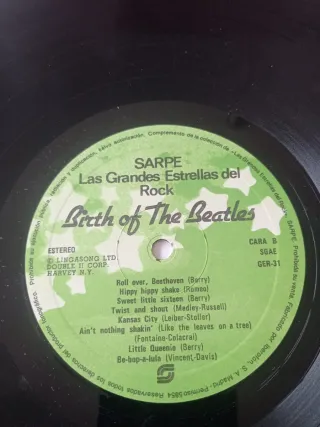 SARPE
Las Grandes Estrellas del
Rock
Birth of The Beatles
ESTEREO
CARA B
SGAE
GER-31
© LINGASONG LTD.
DOUBLE H CORP.
HARVEY N.Y.
Roll over, Beethoven (Berry)
Hippy hippy shake (Romeo)
Sweet little sixteen (Berry)
Twist and shout (Medley-Russell)
Kansas City (Leiber-Stoller)
Ain't nothing shakin' (Like the leaves on a tree)
(Fontaine-Colacrai)
Little Queenie (Berry)
Be-bop-a-lula (Vincent-Davis)